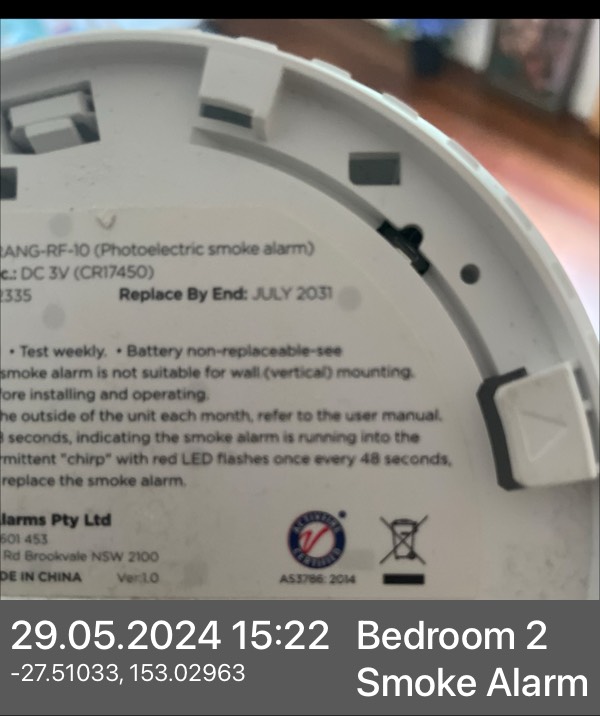 IANG-RF-10 (Photoelectric smoke alarm)
c.: DC 3V (CR17450)
2335 Replace By End: JULY 2031
• Test weekly. • Battery non-replaceable-see
smoke alarm is not suitable for wall (vertical) mounting.
fore installing and operating.
he outside of the unit each month, refer to the user manual.
8 seconds, indicating the smoke alarm is running into the
rmittent "chirp" with red LED flashes once every 48 seconds,
replace the smoke alarm.
larms Pty Ltd
601 453
Rd Brookvale NSW 2100
DE IN CHINA Ver:1.0
ACTIVFIRE
CERTIFIED
AS3786: 2014
29.05.2024 15:22
-27.51033, 153.02963
Bedroom 2
Smoke Alarm